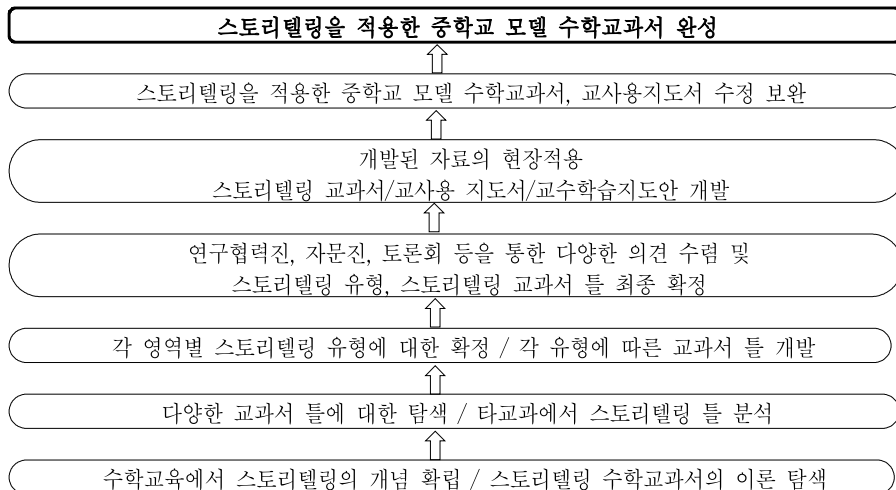 스토리텔링을 적용한 중학교 모델 수학교과서 완성
스토리텔링을 적용한 중학교 모델 수학교과서, 교사용지도서 수정 보완
개발된 자료의 현장적용
스토리텔링 교과서/교사용 지도서/교수학습지도안 개발
연구협력진, 자문진, 토론회 등을 통한 다양한 의견 수렴 및
스토리텔링 유형, 스토리텔링 교과서 틀 최종 확정
각 영역별 스토리텔링 유형에 대한 확정 / 각 유형에 따른 교과서 틀 개발
다양한 교과서 틀에 대한 탐색 / 타교과에서 스토리텔링 틀 분석
수학교육에서 스토리텔링의 개념 확립 / 스토리텔링 수학교과서의 이론 탐색